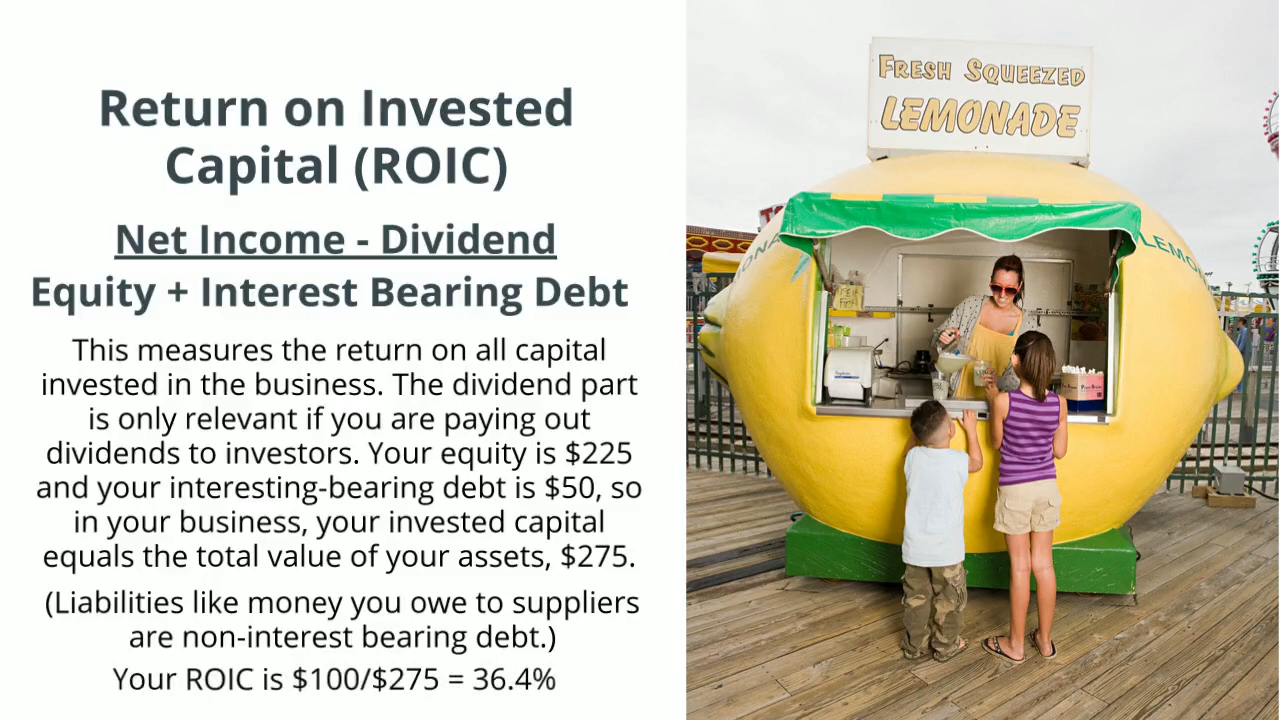 Return on Invested
Capital (ROIC)
Net Income - Dividend
Equity + Interest Bearing Debt
This measures the return on all capital
invested in the business. The dividend part
is only relevant if you are paying out
dividends to investors. Your equity is $225
and your interesting-bearing debt is $50, so
in your business, your invested capital
equals the total value of your assets, $275.
(Liabilities like money you owe to suppliers
are non-interest bearing debt.)
Your ROIC is $100/$275 = 36.4%
FRESH SQUEEZED
LEMONADE